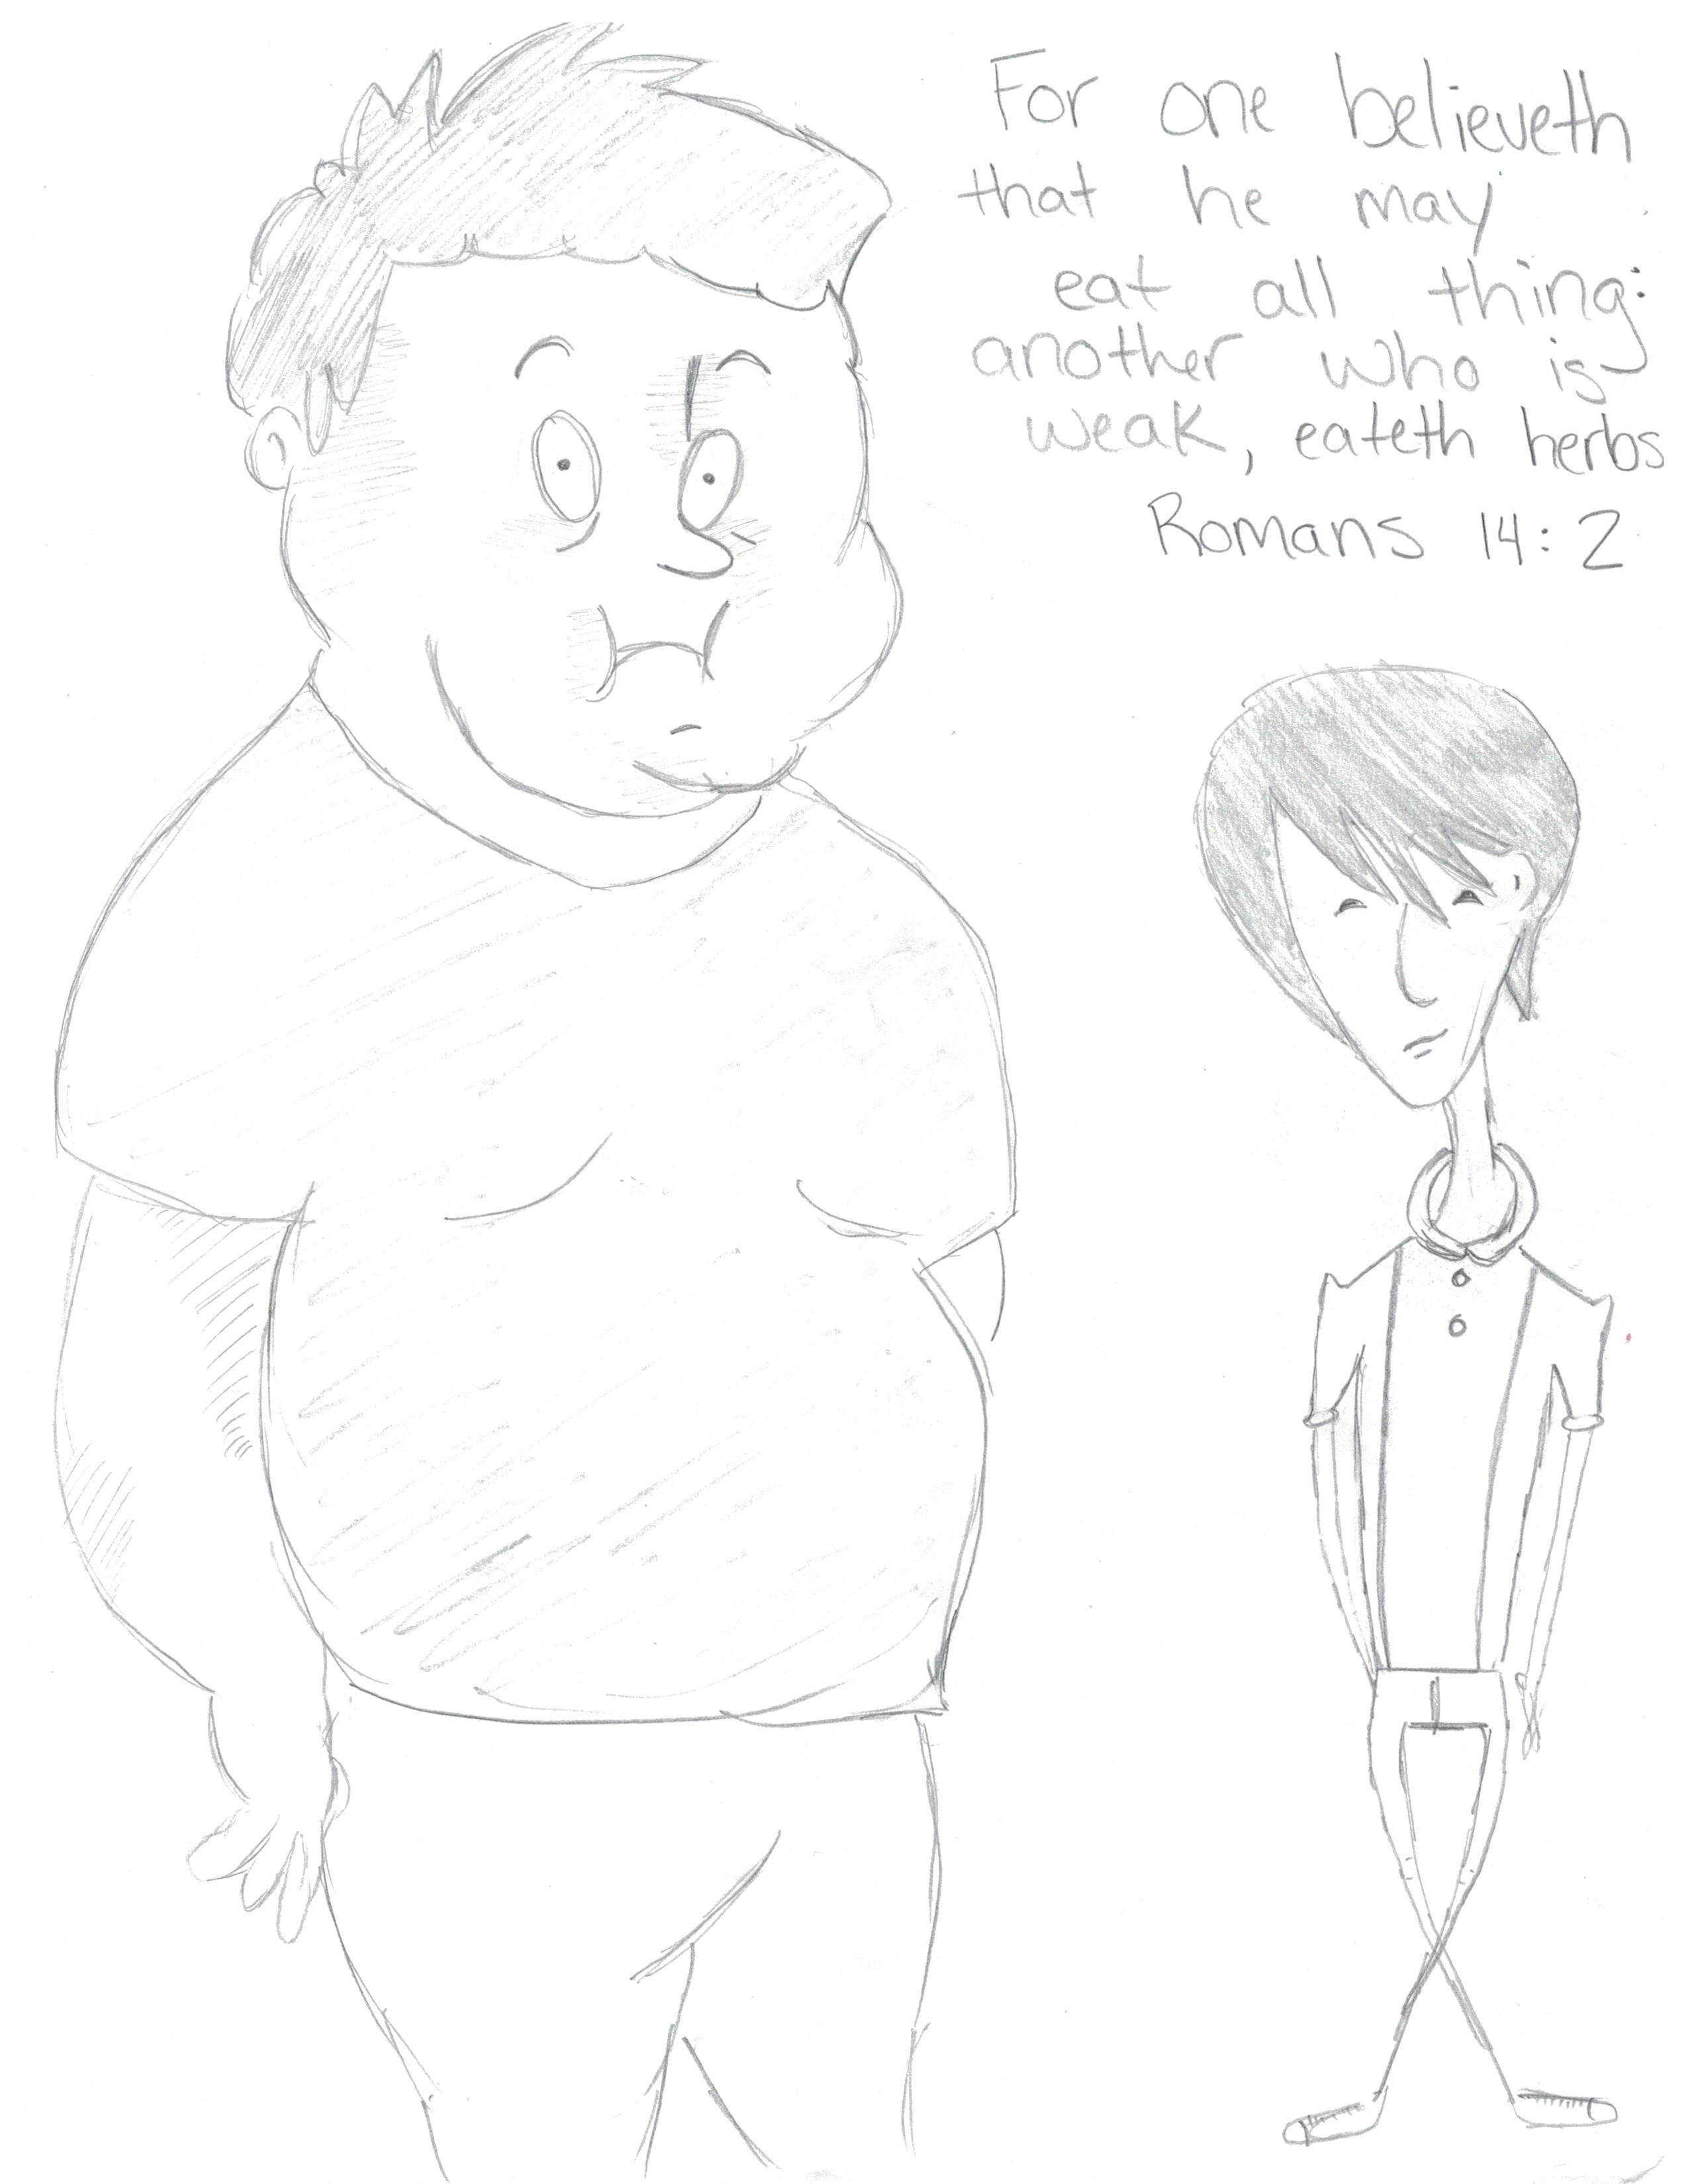 For one believeth
that he may
eat all thing:
another who is
weak, eateth herbs
Romans 14:2